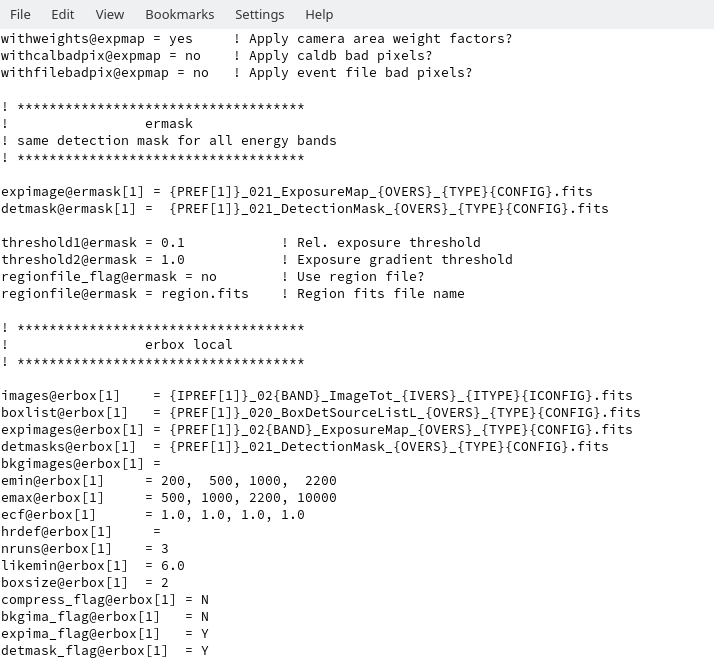 File Edit View Bookmarks Settings Help
withweights@expmap = yes     ! Apply camera area weight factors?
withcalbadpix@expmap = no    ! Apply caldb bad pixels?
withfilebadpix@expmap = no   ! Apply event file bad pixels?
! ************************************
!                 ermask
! same detection mask for all energy bands
! ************************************
expimage@ermask[1] = {PREF[1]}_021_ExposureMap_{OVERS}_{TYPE}{CONFIG}.fits
detmask@ermask[1] =  {PREF[1]}_021_DetectionMask_{OVERS}_{TYPE}{CONFIG}.fits
threshold1@ermask = 0.1            ! Rel. exposure threshold
threshold2@ermask = 1.0            ! Exposure gradient threshold
regionfile_flag@ermask = no        ! Use region file?
regionfile@ermask = region.fits    ! Region fits file name
! ************************************
!                 erbox local
! ************************************
images@erbox[1]    = {IPREF[1]}_02{BAND}_ImageTot_{IVERS}_{ITYPE}{ICONFIG}.fits
boxlist@erbox[1]   = {PREF[1]}_020_BoxDetSourceListL_{OVERS}_{TYPE}{CONFIG}.fits
expimages@erbox[1] = {PREF[1]}_02{BAND}_ExposureMap_{OVERS}_{TYPE}{CONFIG}.fits
detmasks@erbox[1]  = {PREF[1]}_021_DetectionMask_{OVERS}_{TYPE}{CONFIG}.fits
bkgimages@erbox[1] =
emin@erbox[1]     = 200,  500, 1000,  2200
emax@erbox[1]     = 500, 1000, 2200, 10000
ecf@erbox[1]      = 1.0, 1.0, 1.0, 1.0
hrdef@erbox[1]     =
nruns@erbox[1]    = 3
likemin@erbox[1]  = 6.0
boxsize@erbox[1]  = 2
compress_flag@erbox[1] = N
bkgima_flag@erbox[1]   = N
expima_flag@erbox[1]   = Y
detmask_flag@erbox[1]  = Y